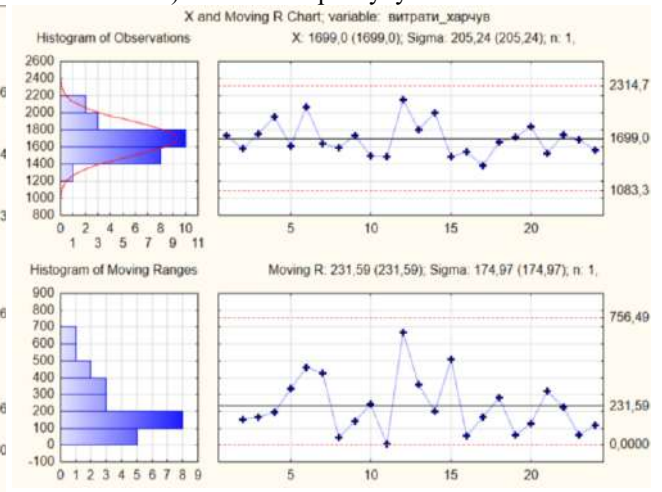 X and Moving R Chart; variable: витрати_харчув
Histogram of Observations
X: 1699,0 (1699,0); Sigma: 205,24 (205,24); n: 1,
2600
2400
2200
2000
1800
1600
1400
1200
1000
800
0 2 4 6 8 10
1 3 5 7 9 11
2314,7
1699,0
1083,3
5 10 15 20
Histogram of Moving Ranges
Moving R: 231,59 (231,59); Sigma: 174,97 (174,97); n: 1,
900
800
700
600
500
400
300
200
100
0
-100
0 1 2 3 4 5 6 7 8 9
756,49
231,59
0,0000
5 10 15 20